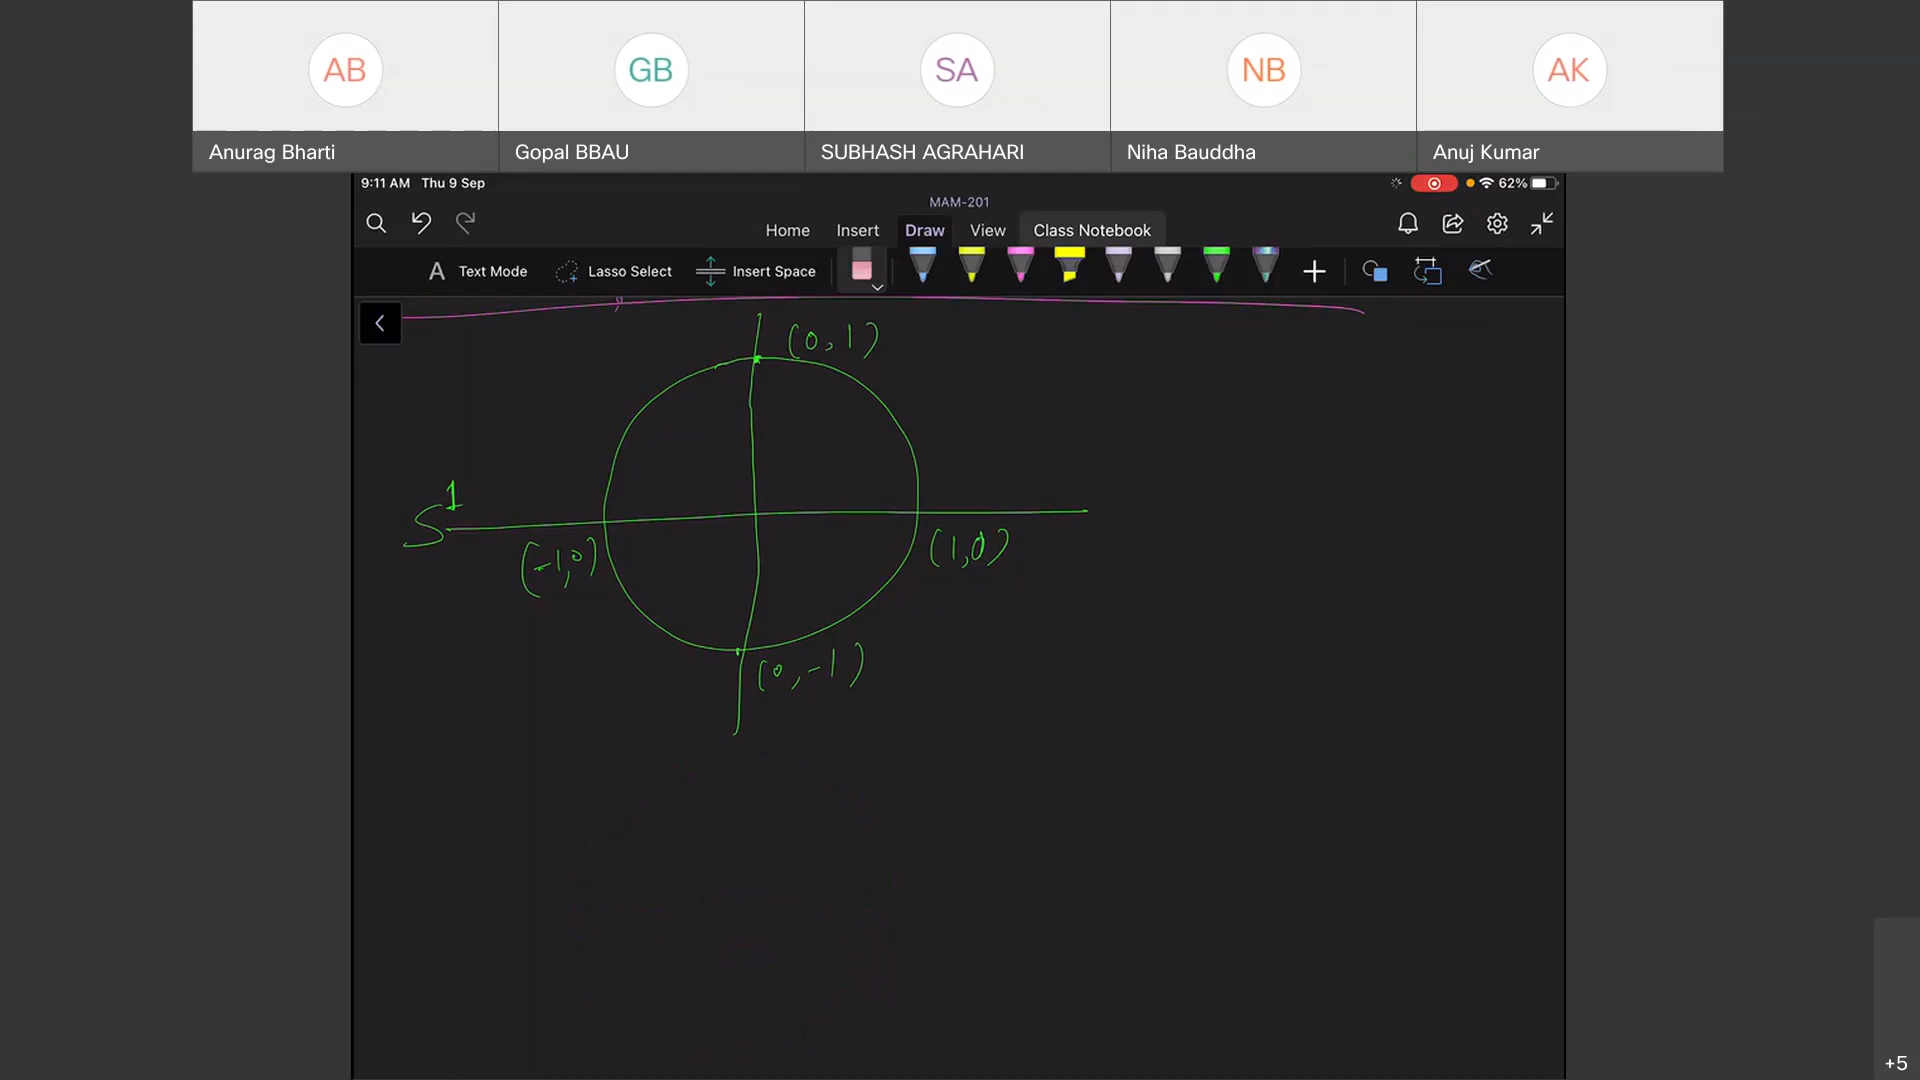 AB GB SA NB AK
Anurag Bharti Gopal BBAU SUBHASH AGRAHARI Niha Bauddha Anuj Kumar
9:11 AM Thu 9 Sep 62%
MAM-201
Home Insert Draw View Class Notebook
A Text Mode Lasso Select Insert Space
(0,1)
S¹
(-1,0) (1,0)
(0,-1)
+5